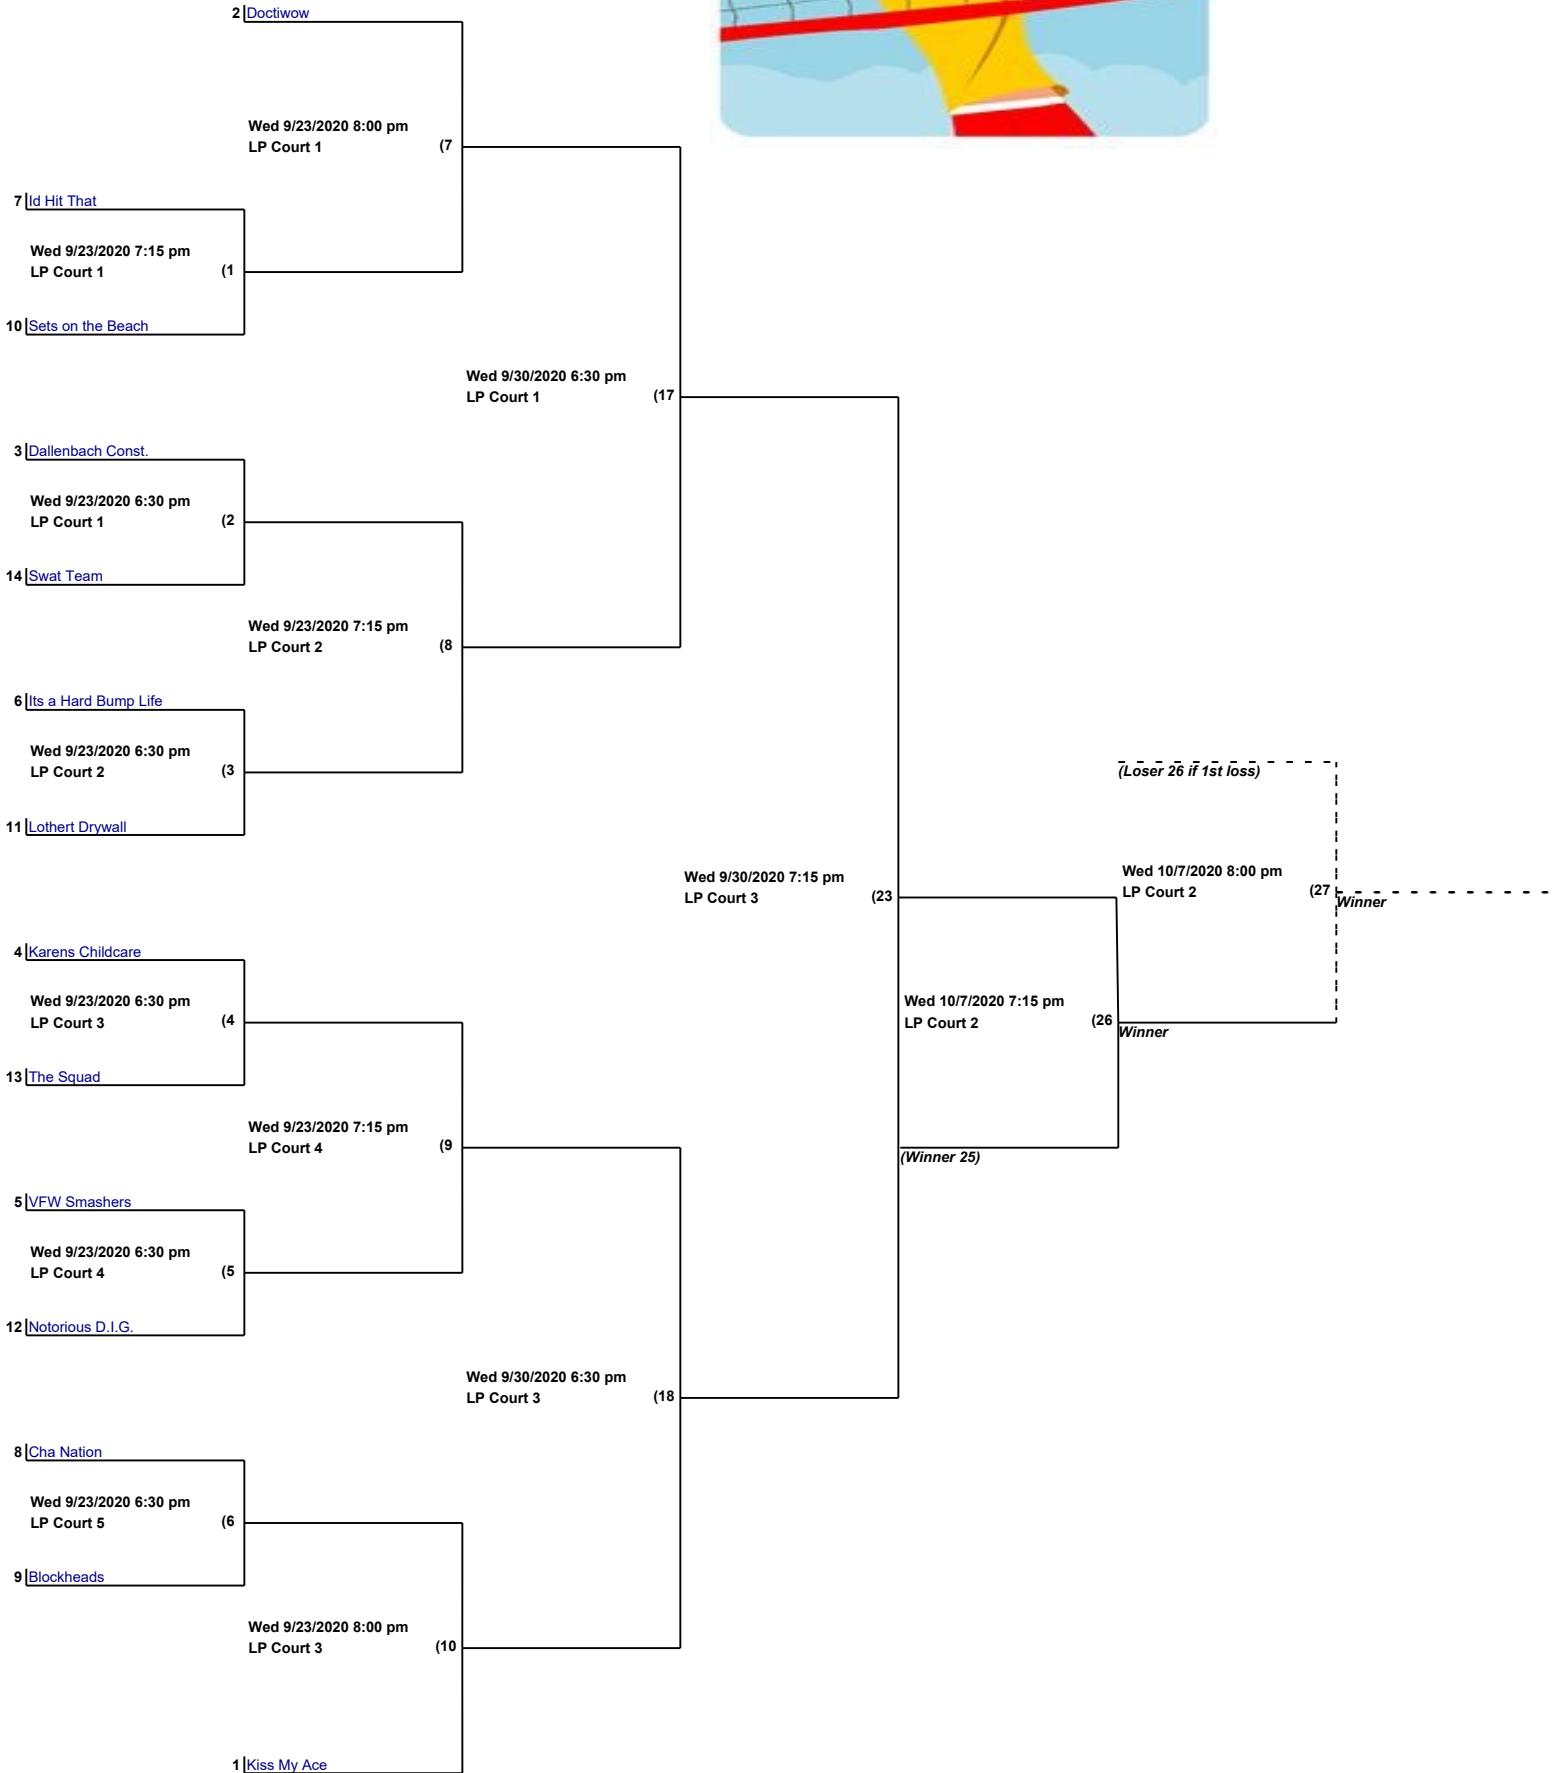 2 Doctiwow
Wed 9/23/2020 8:00 pm
LP Court 1 (7
7 Id Hit That
Wed 9/23/2020 7:15 pm
LP Court 1 (1
10 Sets on the Beach
Wed 9/30/2020 6:30 pm
LP Court 1 (17
3 Dallenbach Const.
Wed 9/23/2020 6:30 pm
LP Court 1 (2
14 Swat Team
Wed 9/23/2020 7:15 pm
LP Court 2 (8
6 Its a Hard Bump Life
Wed 9/23/2020 6:30 pm
LP Court 2 (3
(Loser 26 if 1st loss)
11 Lothert Drywall
Wed 9/30/2020 7:15 pm
LP Court 3 (23
Wed 10/7/2020 8:00 pm
LP Court 2 (27
Winner
4 Karens Childcare
Wed 9/23/2020 6:30 pm
LP Court 3 (4
Wed 10/7/2020 7:15 pm
LP Court 2 (26
Winner
13 The Squad
Wed 9/23/2020 7:15 pm
LP Court 4 (9
(Winner 25)
5 VFW Smashers
Wed 9/23/2020 6:30 pm
LP Court 4 (5
12 Notorious D.I.G.
Wed 9/30/2020 6:30 pm
LP Court 3 (18
8 Cha Nation
Wed 9/23/2020 6:30 pm
LP Court 5 (6
9 Blockheads
Wed 9/23/2020 8:00 pm
LP Court 3 (10
1 Kiss My Ace